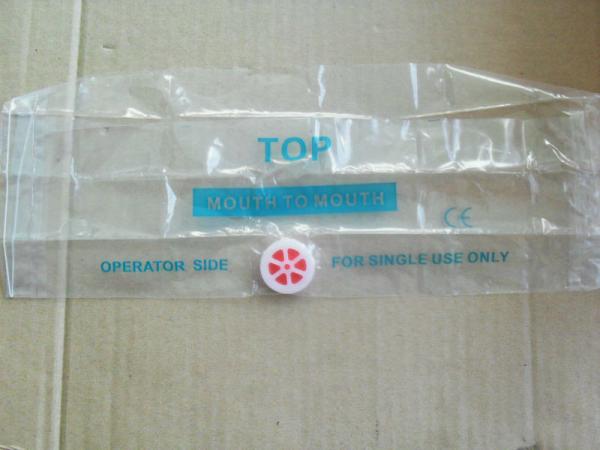 TOP
MOUTH TO MOUTH
CE
OPERATOR SIDE FOR SINGLE USE ONLY